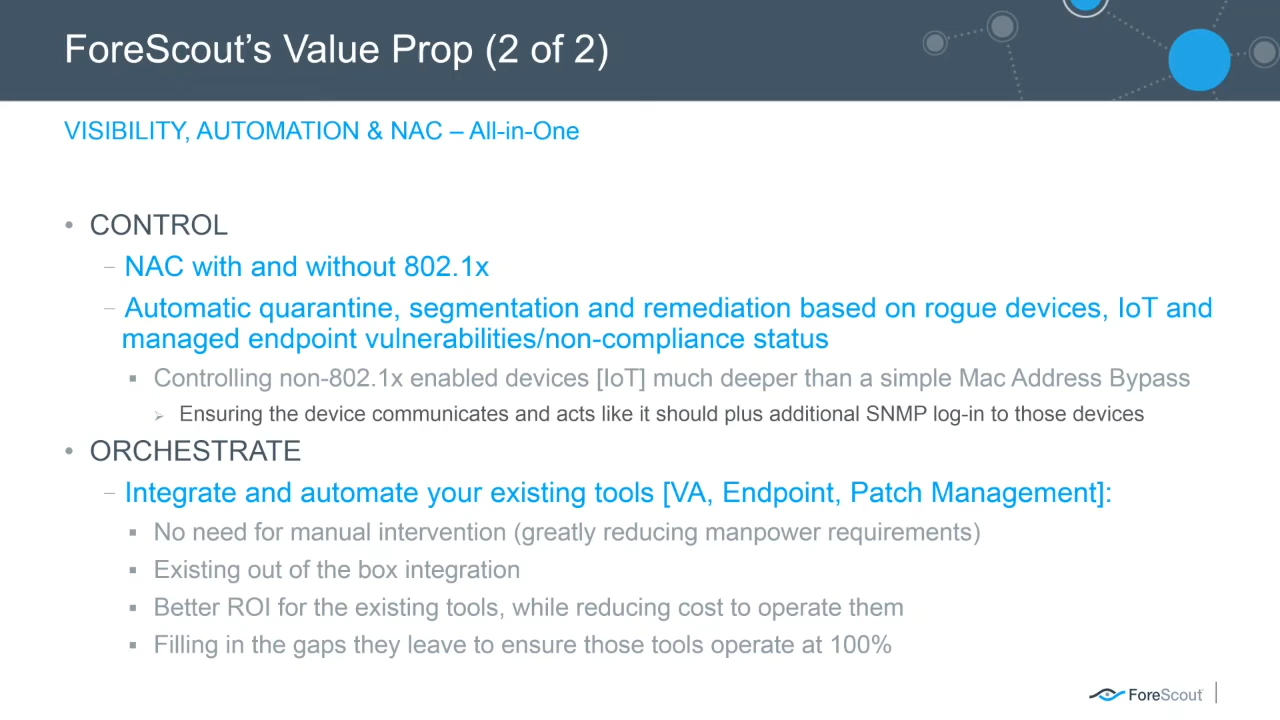 ForeScout's Value Prop (2 of 2)
VISIBILITY, AUTOMATION & NAC – All-in-One
• CONTROL
– NAC with and without 802.1x
– Automatic quarantine, segmentation and remediation based on rogue devices, IoT and
managed endpoint vulnerabilities/non-compliance status
▪ Controlling non-802.1x enabled devices [IoT] much deeper than a simple Mac Address Bypass
➢ Ensuring the device communicates and acts like it should plus additional SNMP log-in to those devices
• ORCHESTRATE
– Integrate and automate your existing tools [VA, Endpoint, Patch Management]:
▪ No need for manual intervention (greatly reducing manpower requirements)
▪ Existing out of the box integration
▪ Better ROI for the existing tools, while reducing cost to operate them
▪ Filling in the gaps they leave to ensure those tools operate at 100%
ForeScout